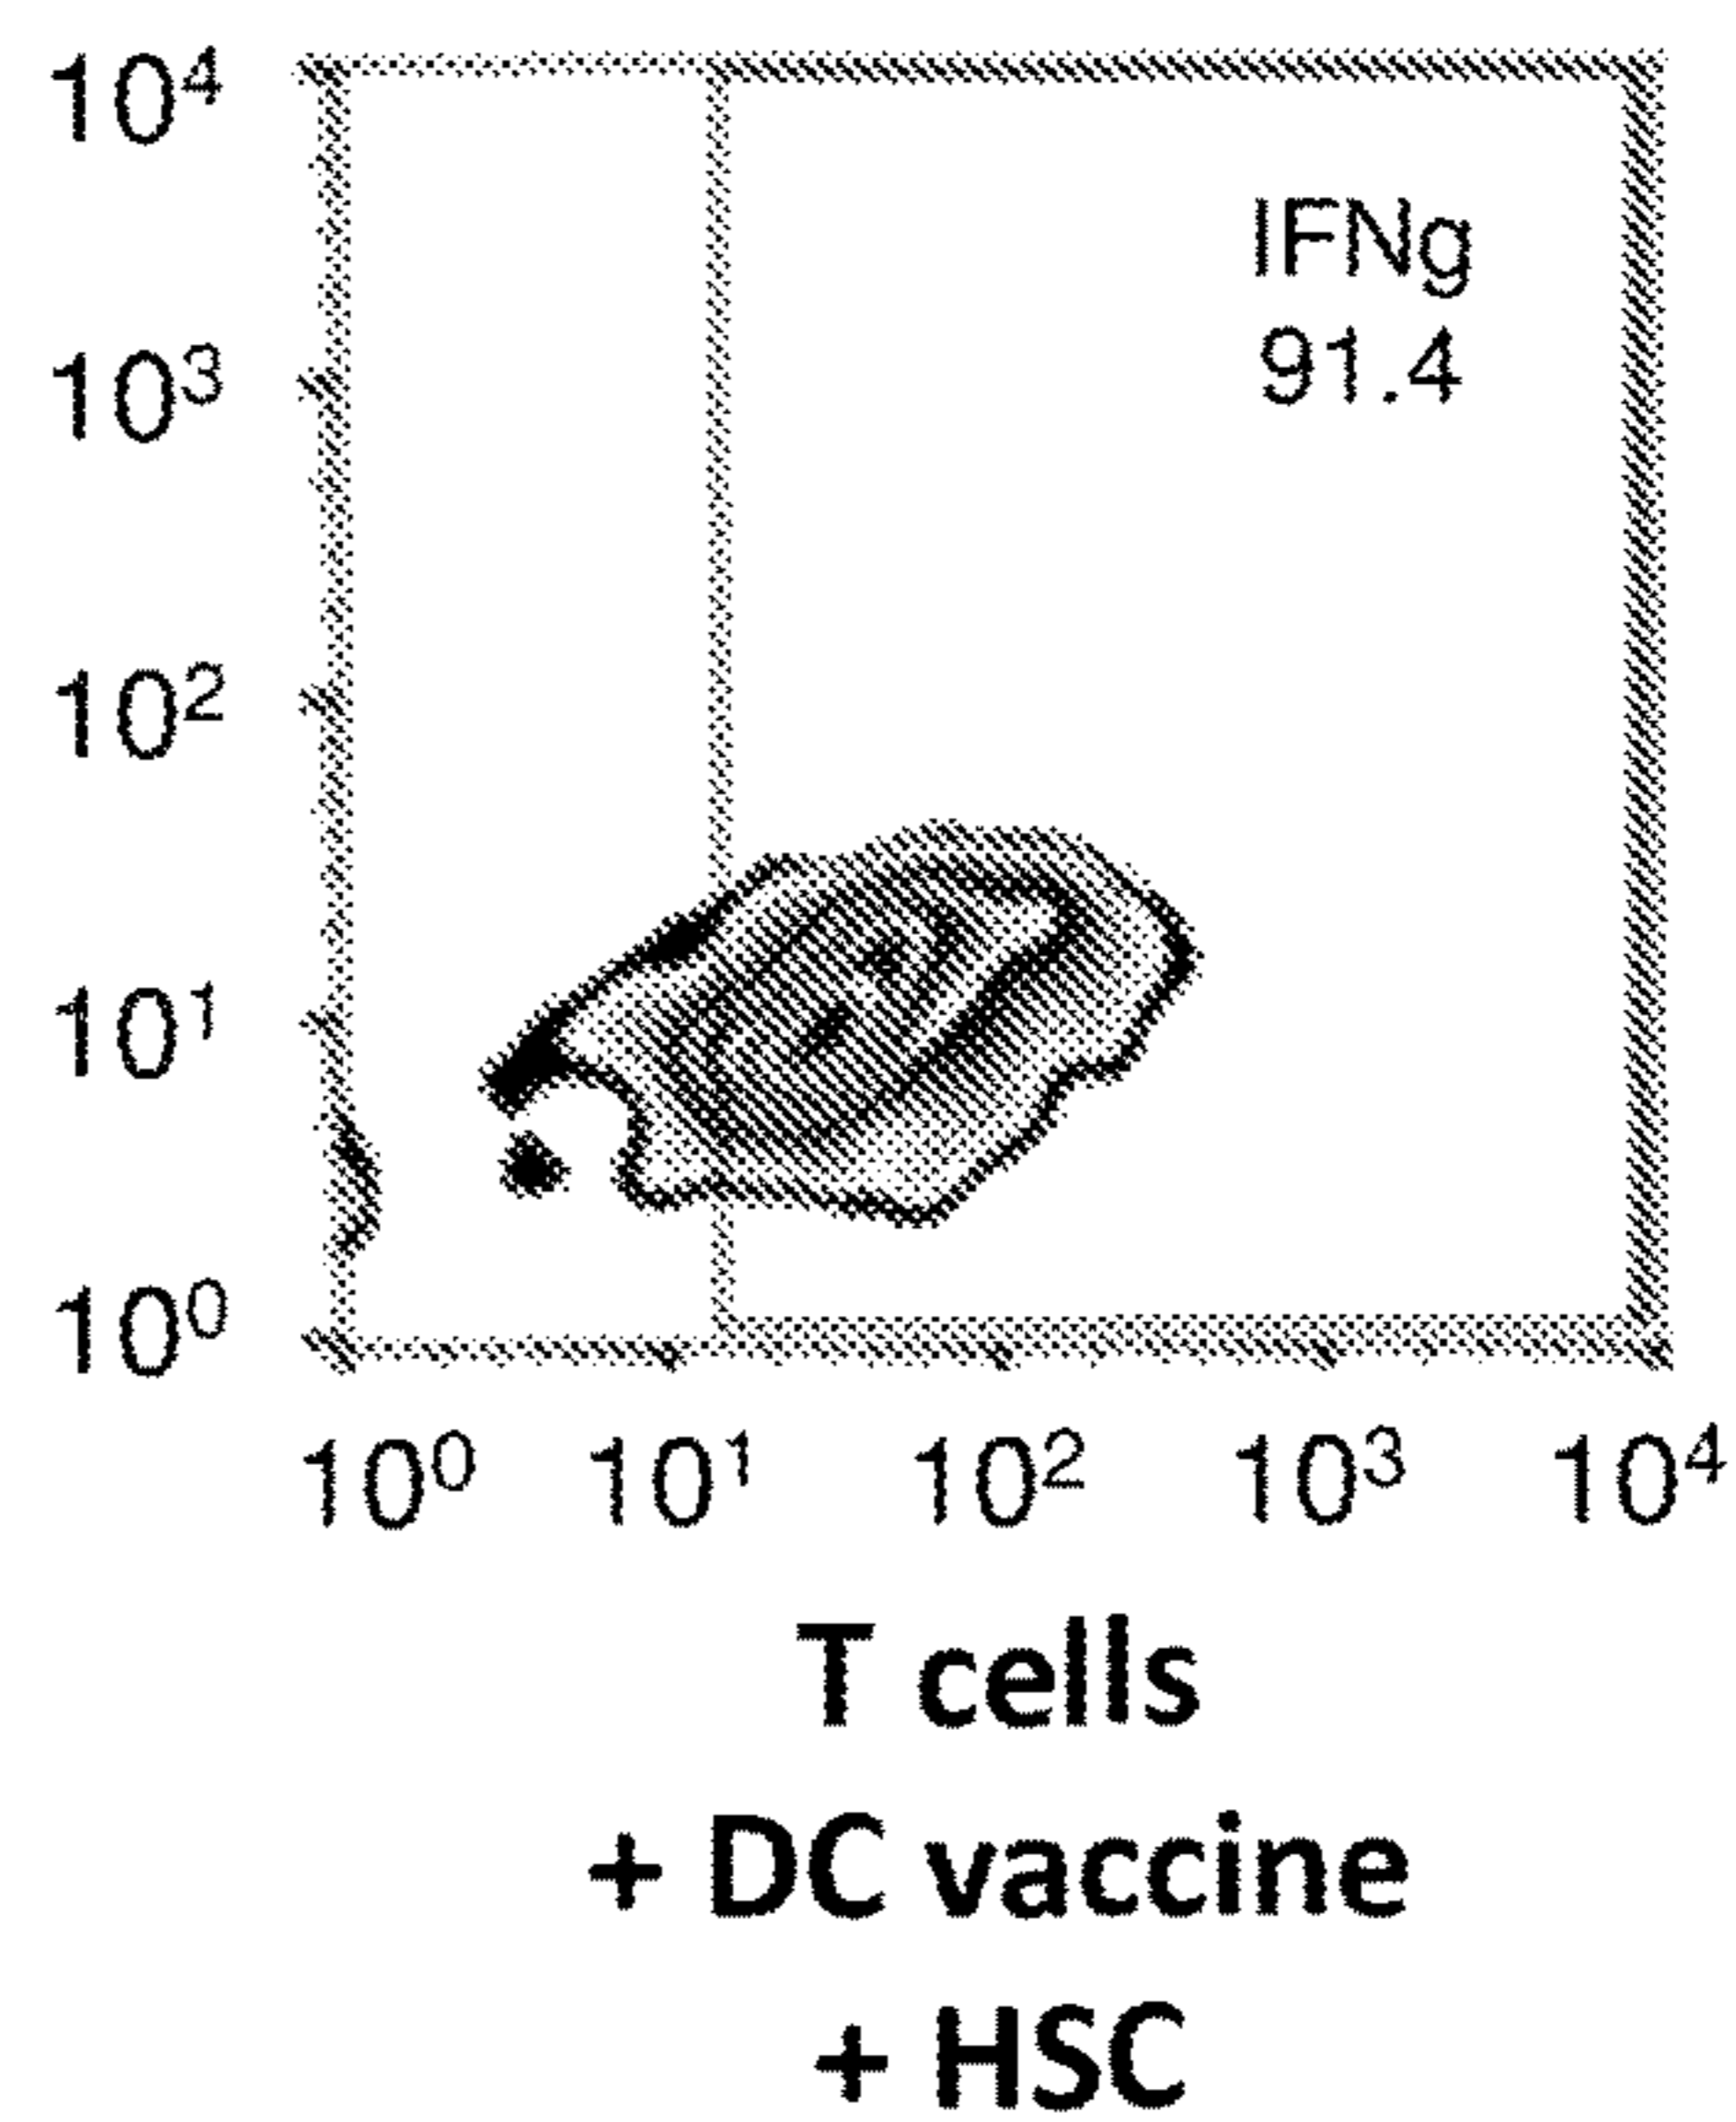 10⁴
IFNg
10³
91.4
10²
10¹
10⁰
10⁰ 10¹ 10² 10³ 10⁴
T cells
+ DC vaccine
+ HSC